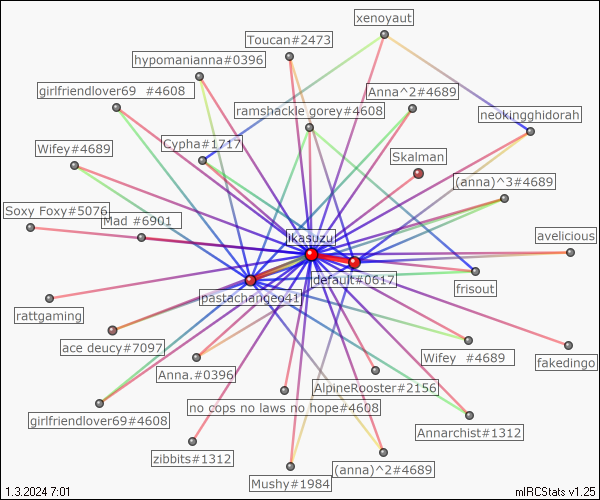 xenoyaut
Toucan#2473
hypomanianna#0396
girlfriendlover69 #4608
Anna^2#4689
ramshackle gorey#4608
neokingghidorah
Cypha#1717
Wifey#4689
Skalman
(anna)^3#4689
Soxy Foxy#5076
Mad #6901
ikasuzu
avelicious
default#0617
frisout
pastachangeo41
rattgaming
ace deucy#7097
Wifey #4689
fakedingo
Anna.#0396
AlpineRooster#2156
no cops no laws no hope#4608
girlfriendlover69#4608
Annarchist#1312
zibbits#1312
(anna)^2#4689
Mushy#1984
1.3.2024 7:01
mIRCStats v1.25